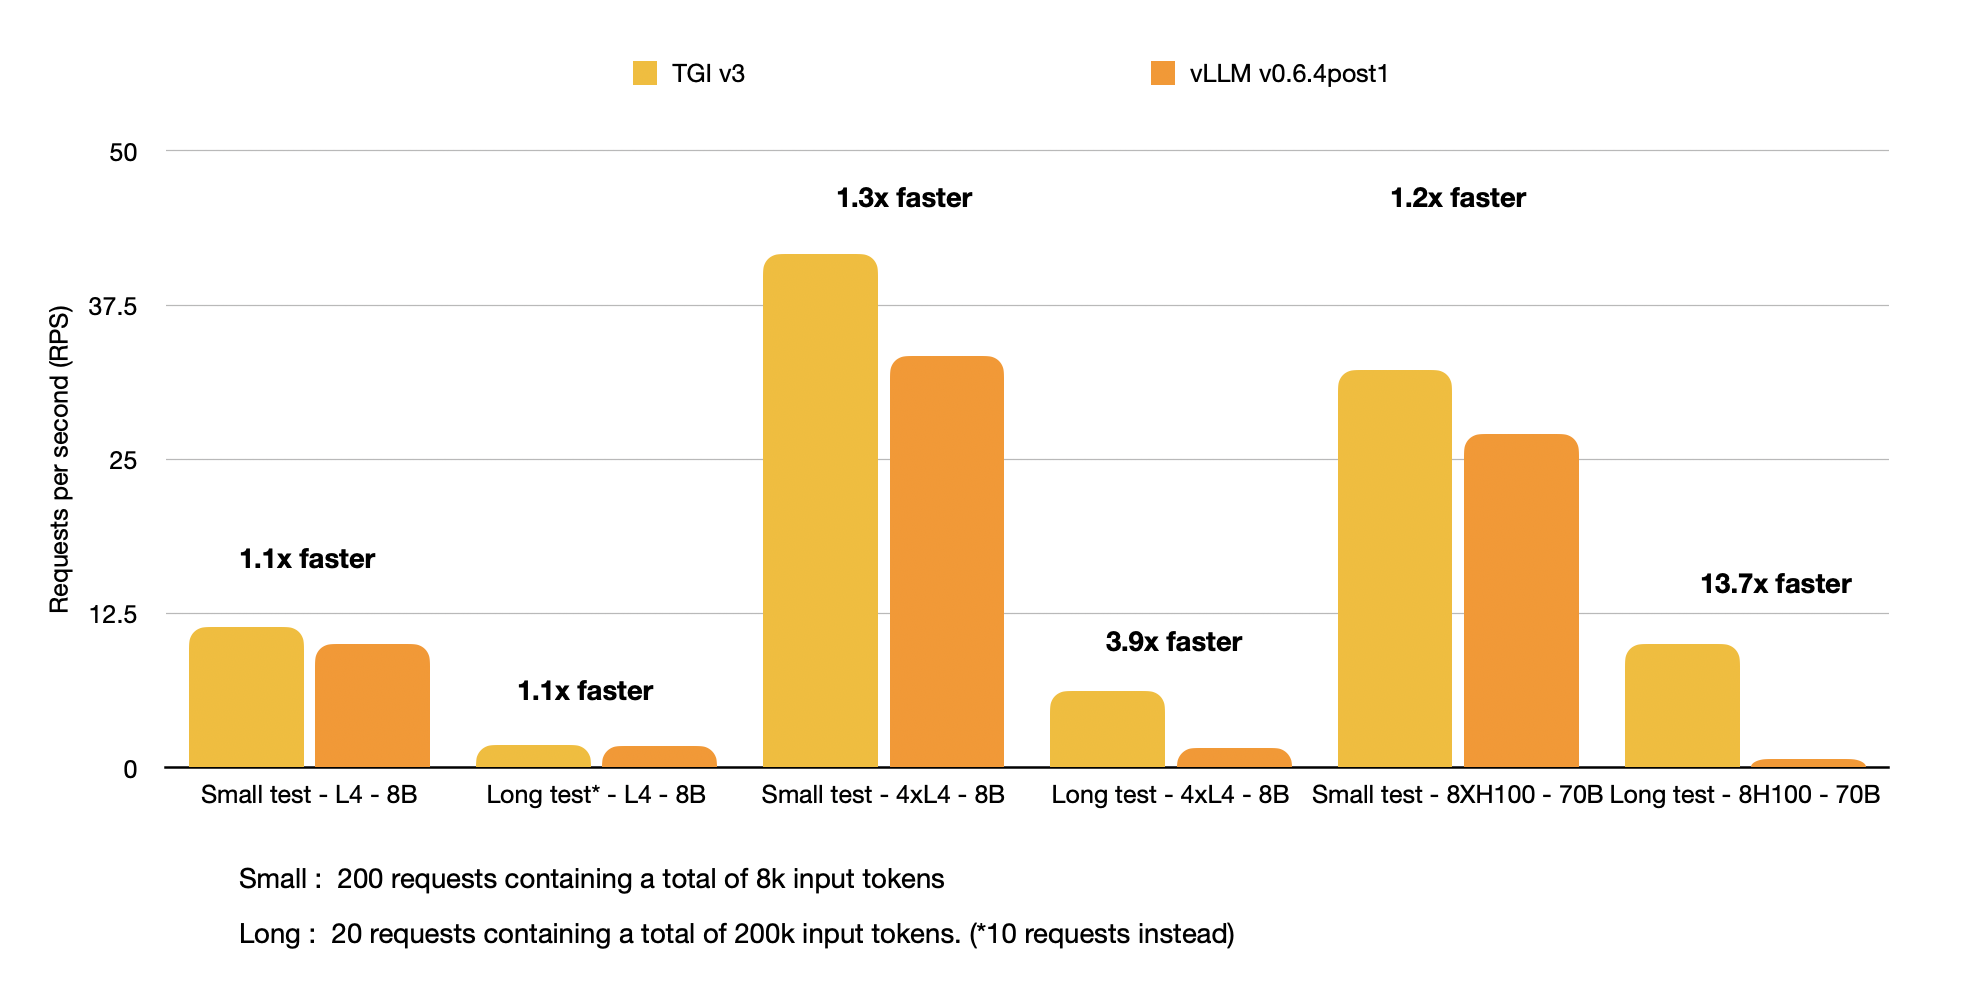 TGI v3
vLLM v0.6.4post1
50
1.3x faster
1.2x faster
37.5
Requests per second (RPS)
25
1.1x faster
13.7x faster
12.5
3.9x faster
1.1x faster
0
Small test - L4 - 8B
Long test* - L4 - 8B
Small test - 4xL4 - 8B
Long test - 4xL4 - 8B
Small test - 8XH100 - 70B
Long test - 8H100 - 70B
Small :  200 requests containing a total of 8k input tokens
Long :  20 requests containing a total of 200k input tokens. (*10 requests instead)